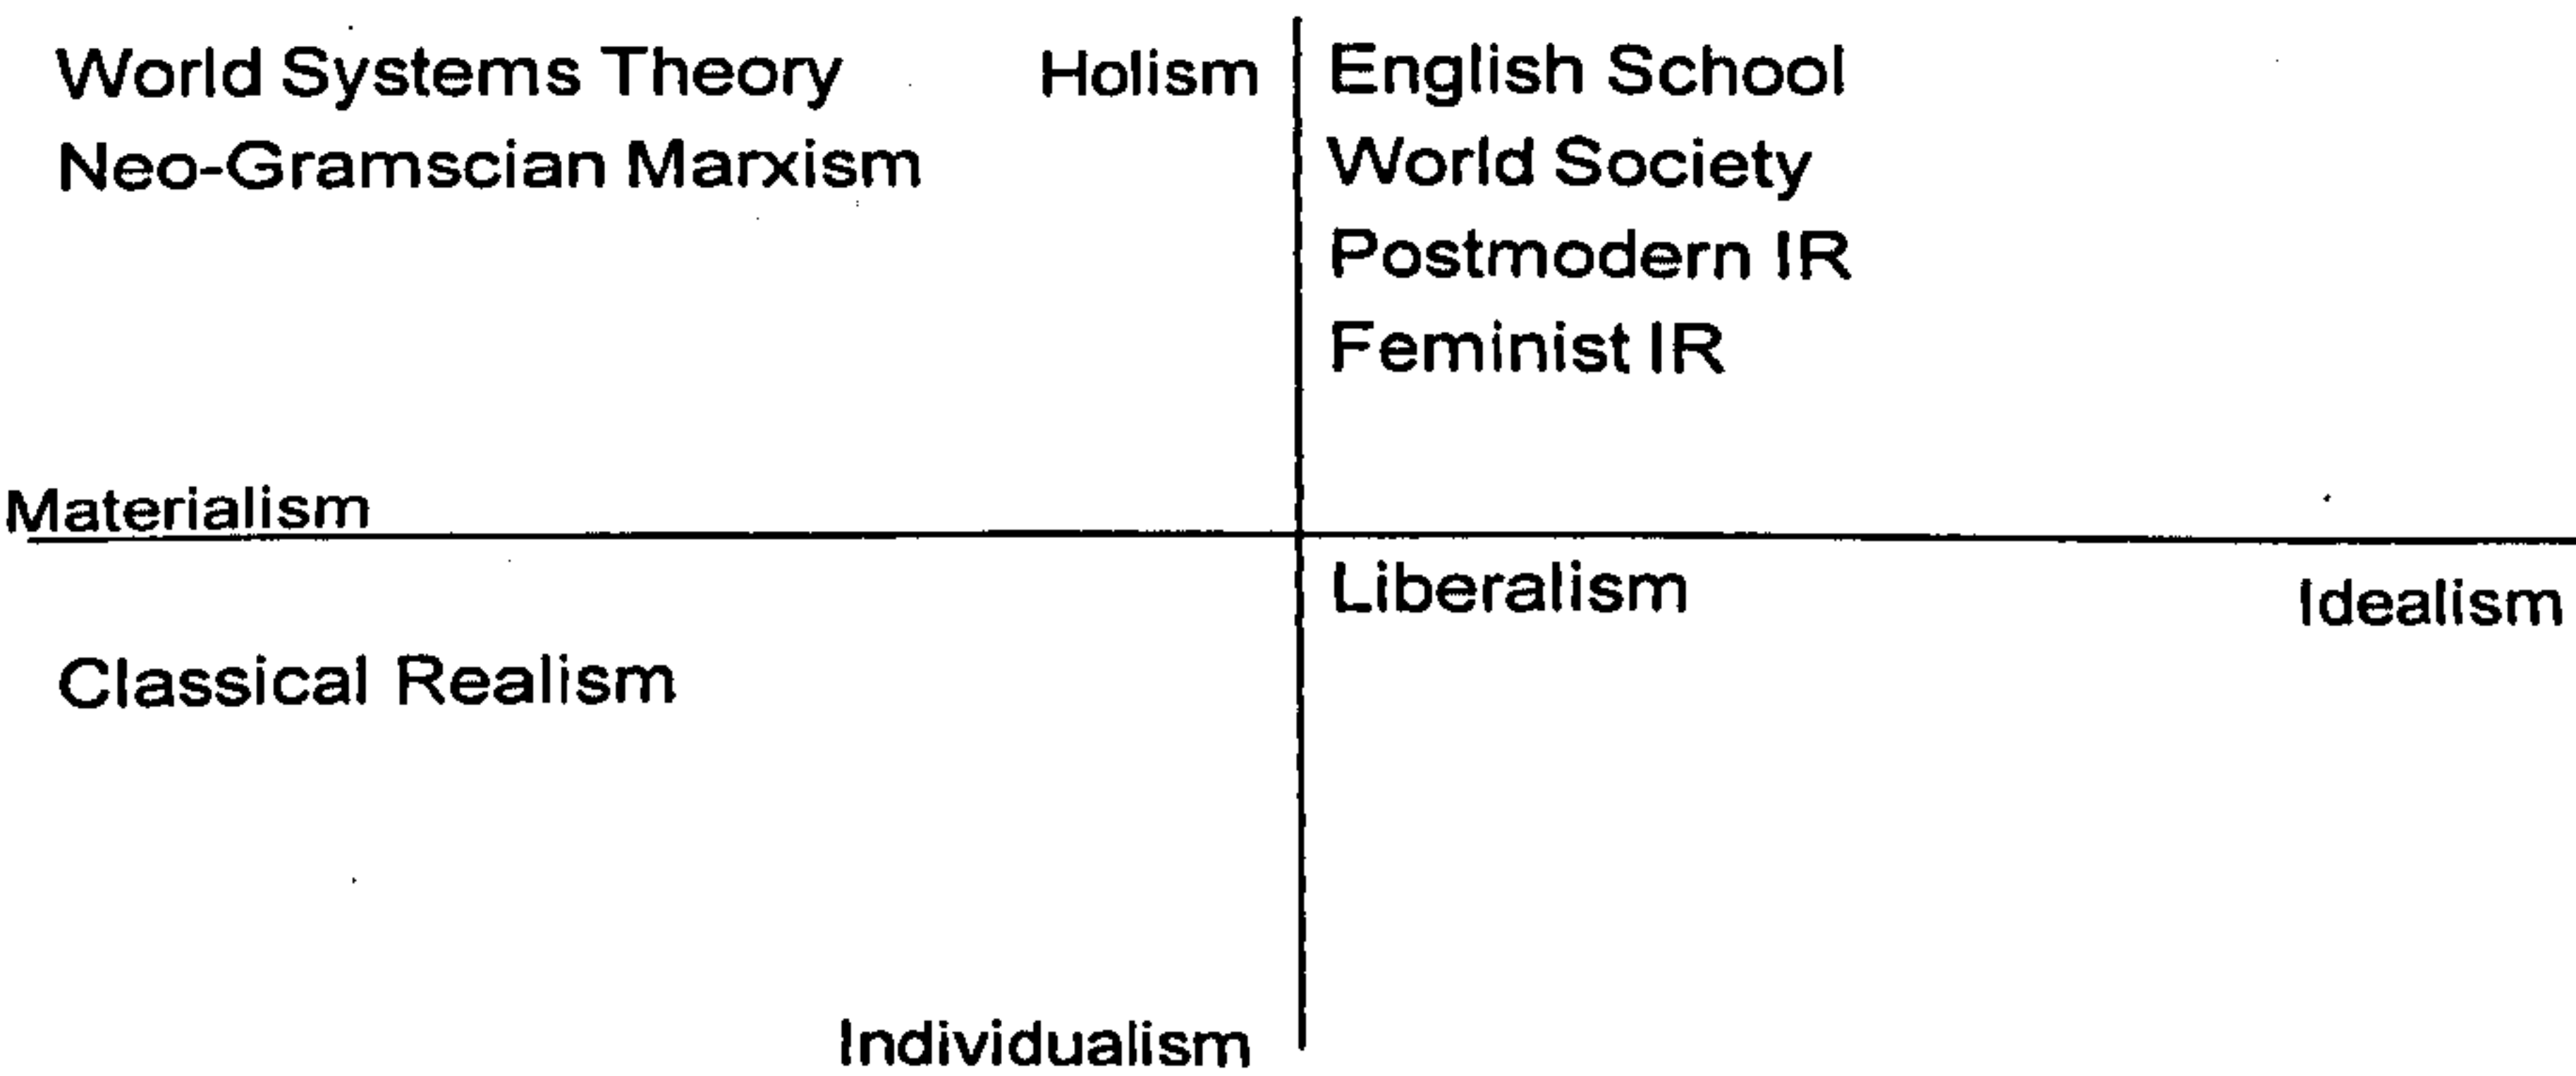 World Systems Theory
Neo-Gramscian Marxism
Holism
English School
World Society
Postmodern IR
Feminist IR
Materialism
Liberalism
Idealism
Classical Realism
Individualism